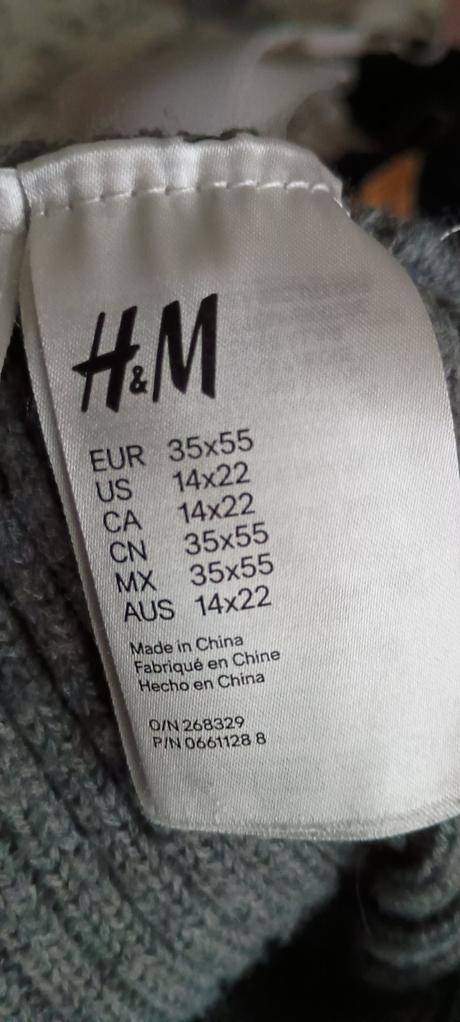 H&M
EUR 35x55
US 14x22
CA 14x22
CN 35x55
MX 35x55
AUS 14x22
Made in China
Fabriqué en Chine
Hecho en China
O/N 268329
P/N 0661128 8